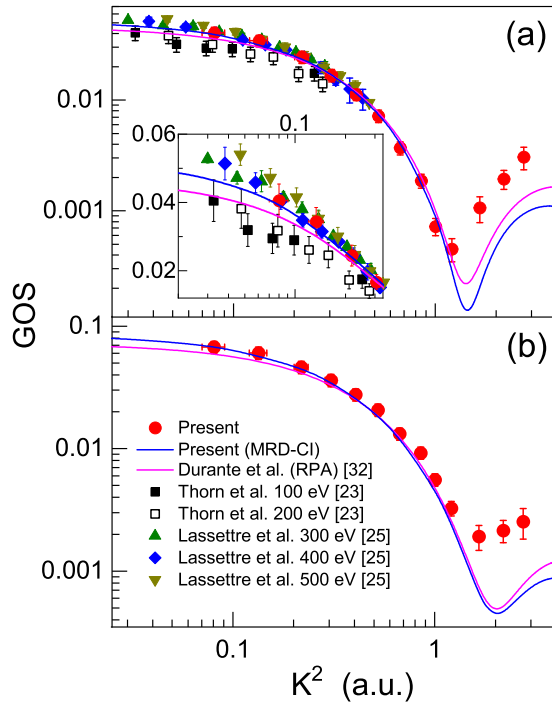 (a)
0.01
0.001
0.1
0.06
0.04
0.02
GOS
(b)
0.1
0.01
0.001
Present
Present (MRD-CI)
Durante et al. (RPA) [32]
Thorn et al. 100 eV [23]
Thorn et al. 200 eV [23]
Lassettre et al. 300 eV [25]
Lassettre et al. 400 eV [25]
Lassettre et al. 500 eV [25]
0.1 1
K² (a.u.)